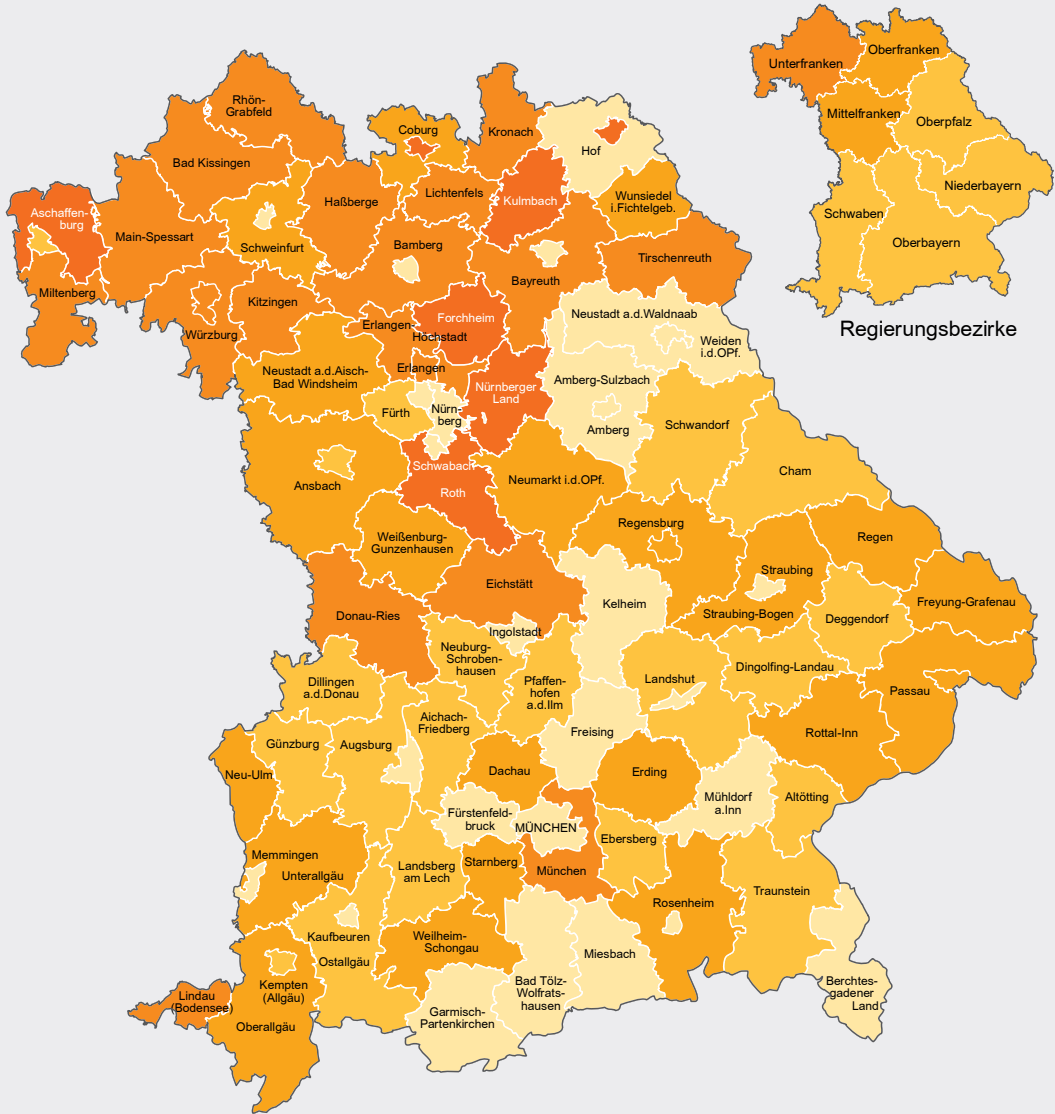 Unterfranken
Oberfranken
Mittelfranken
Oberpfalz
Niederbayern
Schwaben
Oberbayern
Regierungsbezirke
Rhön-
Grabfeld
Coburg
Kronach
Hof
Bad Kissingen
Lichtenfels
Kulmbach
Haßberge
Wunsiedel
i.Fichtelgeb.
Aschaffen-
burg
Main-Spessart
Schweinfurt
Bamberg
Bayreuth
Tirschenreuth
Miltenberg
Kitzingen
Würzburg
Erlangen-
Höchstadt
Forchheim
Neustadt a.d.Waldnaab
Weiden
i.d.OPf.
Neustadt a.d.Aisch-
Bad Windsheim
Erlangen
Nürnberger
Land
Amberg-Sulzbach
Fürth
Nürn-
berg
Amberg
Schwandorf
Schwabach
Roth
Ansbach
Neumarkt i.d.OPf.
Cham
Weißenburg-
Gunzenhausen
Regensburg
Regen
Straubing
Eichstätt
Kelheim
Donau-Ries
Straubing-Bogen
Deggendorf
Freyung-Grafenau
Ingolstadt
Neuburg-
Schroben-
hausen
Dillingen
a.d.Donau
Pfaffen-
hofen
a.d.Ilm
Landshut
Dingolfing-Landau
Passau
Aichach-
Friedberg
Freising
Rottal-Inn
Günzburg
Augsburg
Neu-Ulm
Dachau
Erding
Mühldorf
a.Inn
Altötting
Fürstenfeld-
bruck
MÜNCHEN
Ebersberg
Memmingen
Unterallgäu
Landsberg
am Lech
Starnberg
München
Traunstein
Rosenheim
Kaufbeuren
Ostallgäu
Weilheim-
Schongau
Miesbach
Bad Tölz-
Wolfrats-
hausen
Berchtes-
gadener
Land
Kempten
(Allgäu)
Lindau
(Bodensee)
Oberallgäu
Garmisch-
Partenkirchen